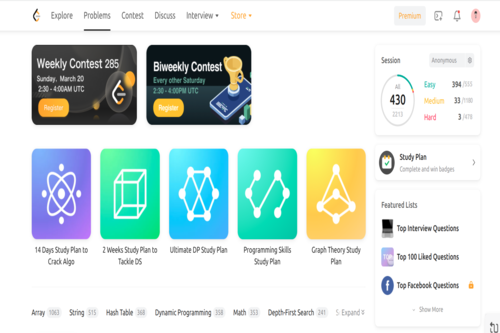 Explore Problems Contest Discuss Interview Store Premium
Weekly Contest 285
Sunday, March 20
2:30 - 4:00AM UTC
Register
Biweekly Contest
Every other Saturday
2:30 - 4:00PM UTC
Register
Session Anonymous
All
430
2213
Easy 394 /555
Medium 33
Hard 3
Study Plan
Complete and win badges
14 Days Study Plan to
Crack Algo
2 Weeks Study Plan to
Tackle DS
Ultimate DP Study Plan
Programming Skills
Study Plan
Graph Theory Study
Plan
Featured Lists
Top Interview Questions
TOP
Top 100 Liked Questions
Top Facebook Questions
Show More
Array 1063 String 515 Hash Table 368 Dynamic Programming 358 Math 353 Depth-First Search 241 Expand